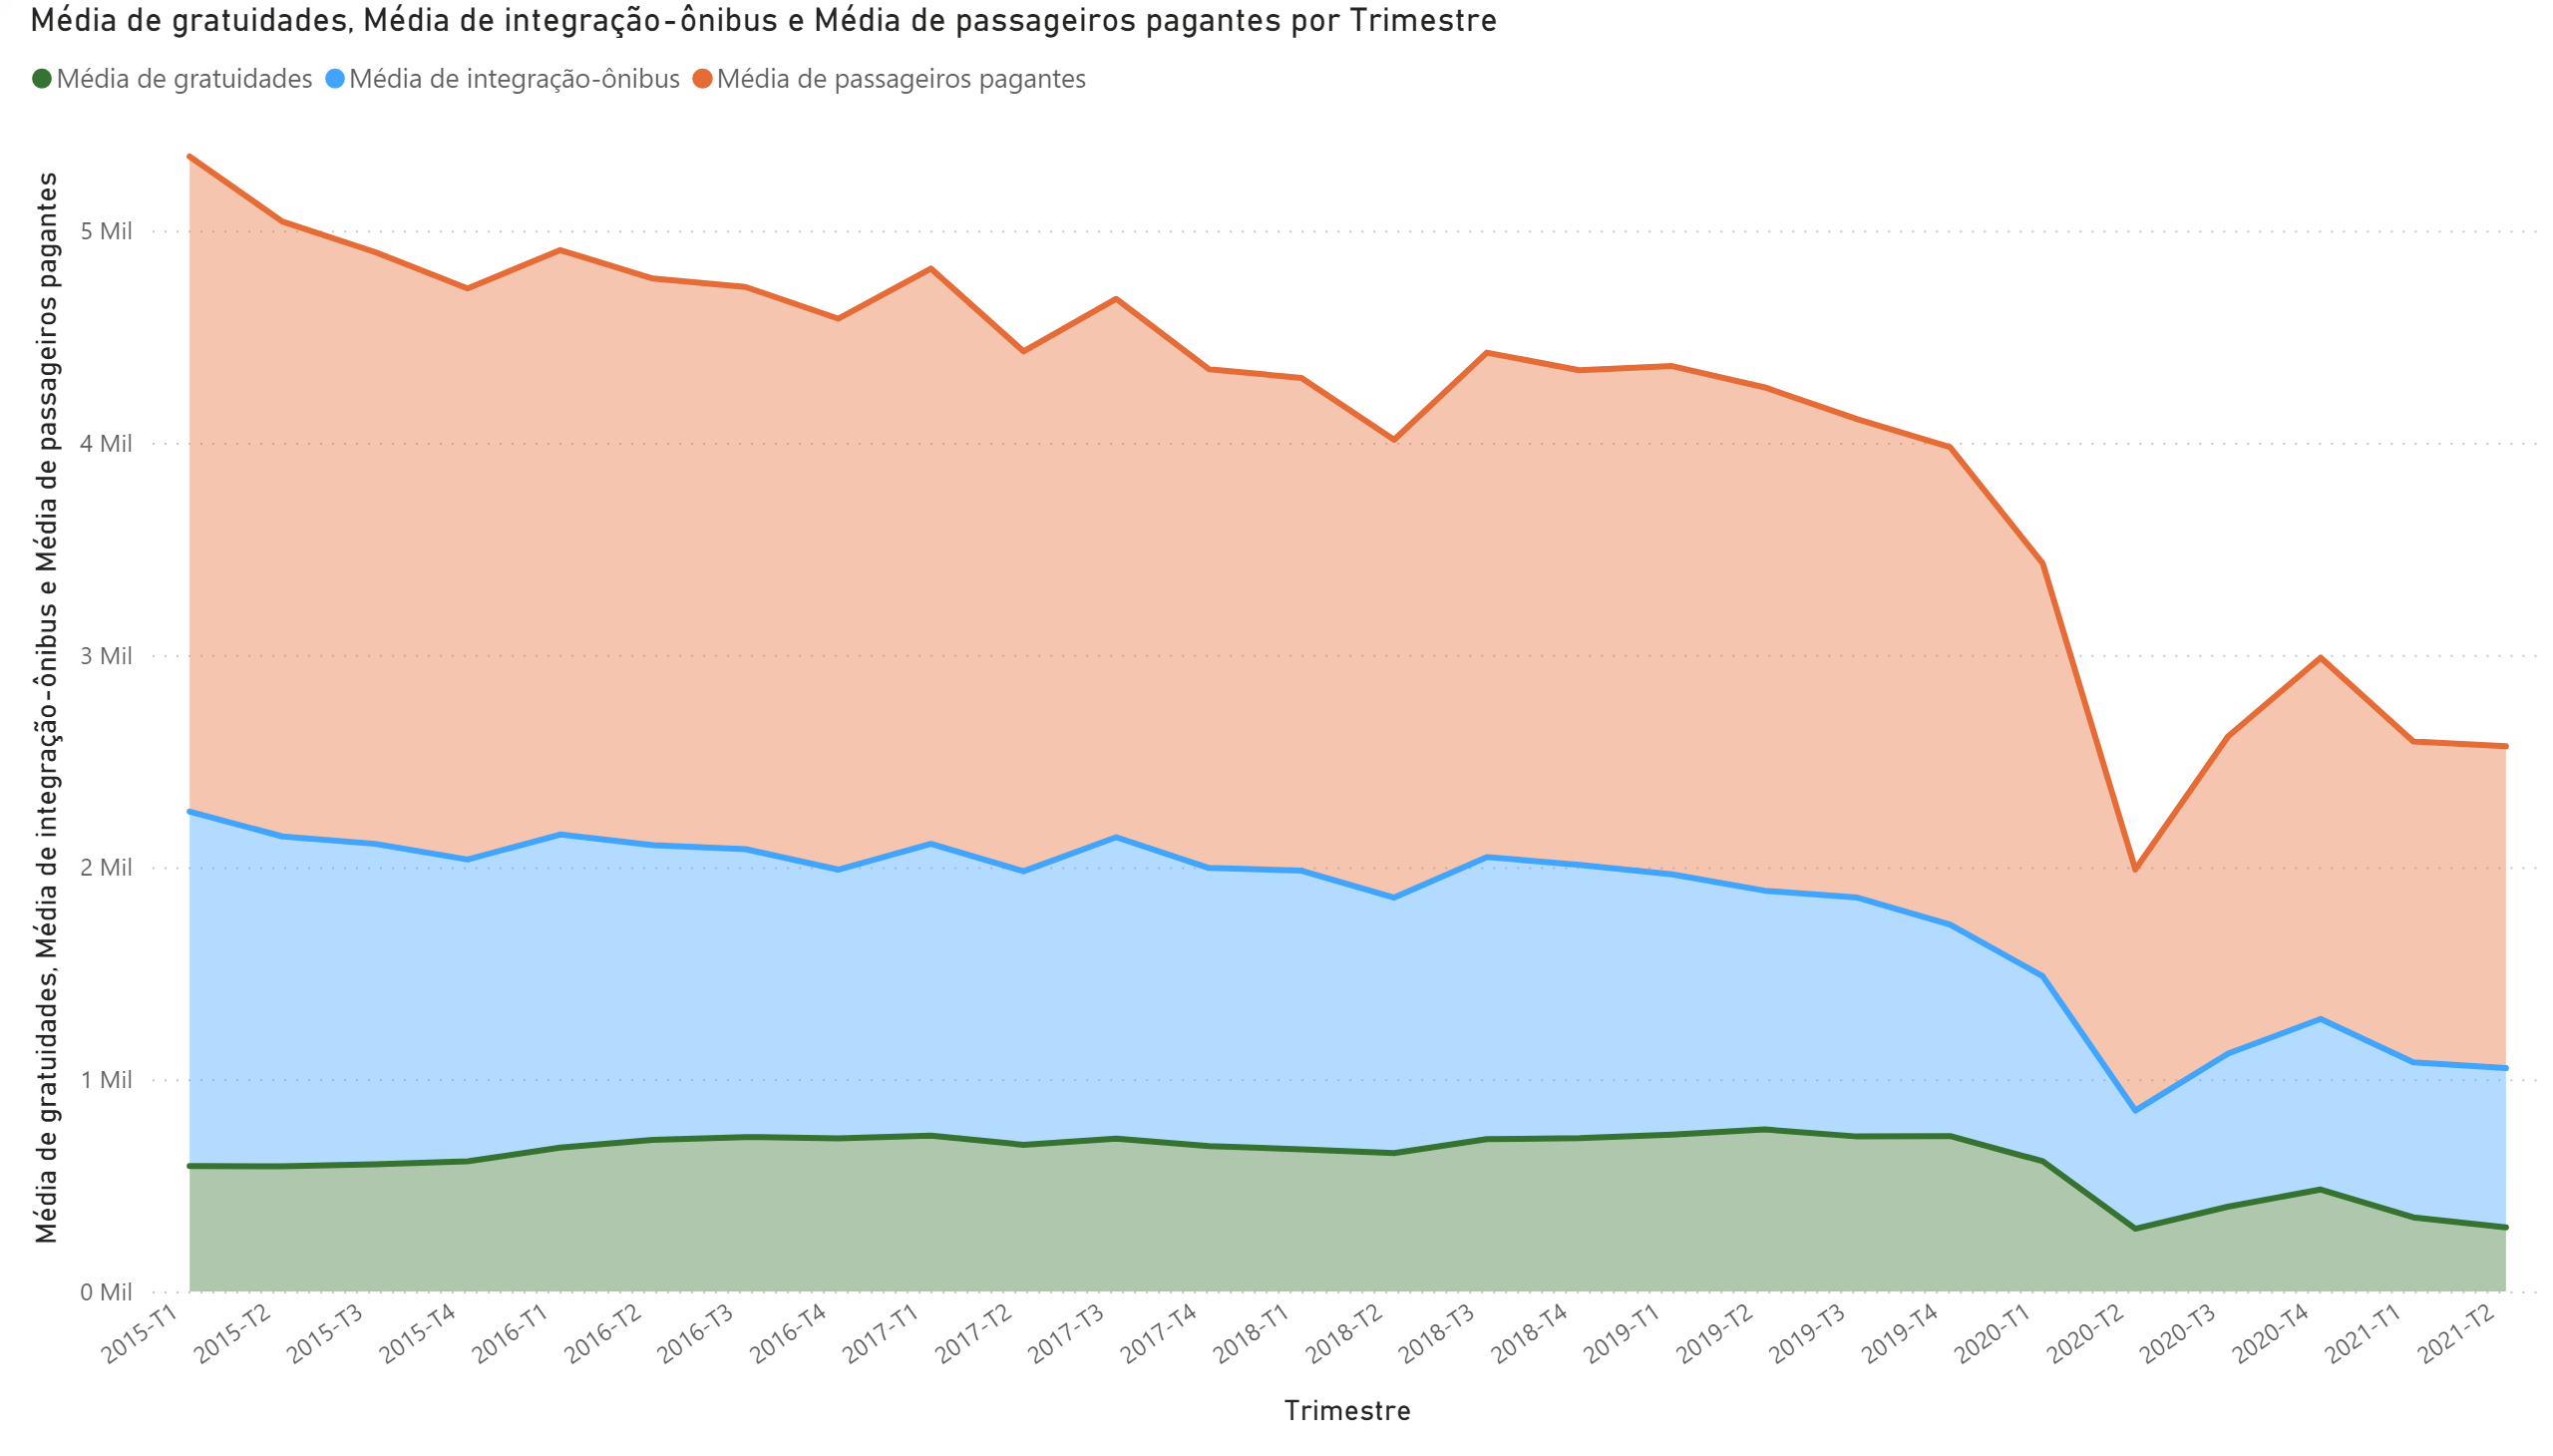 Média de gratuidades, Média de integração-ônibus e Média de passageiros pagantes por Trimestre
Média de gratuidades Média de integração-ônibus Média de passageiros pagantes
Média de gratuidades, Média de integração-ônibus e Média de passageiros pagantes
5 Mil
4 Mil
3 Mil
2 Mil
1 Mil
0 Mil
2015-T1 2015-T2 2015-T3 2015-T4 2016-T1 2016-T2 2016-T3 2016-T4 2017-T1 2017-T2 2017-T3 2017-T4 2018-T1 2018-T2 2018-T3 2018-T4 2019-T1 2019-T2 2019-T3 2019-T4 2020-T1 2020-T2 2020-T3 2020-T4 2021-T1 2021-T2
Trimestre